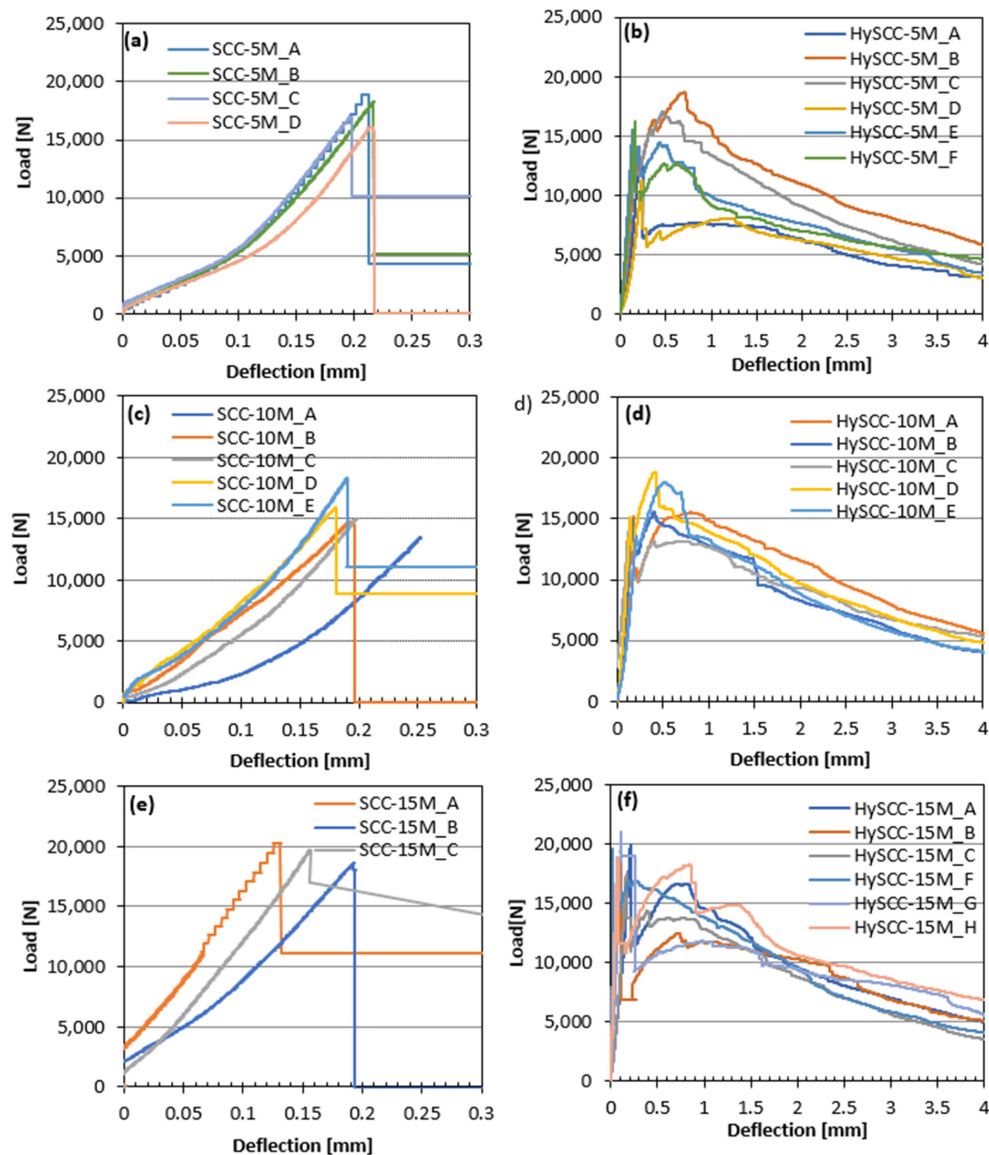 25,000
20,000
15,000
10,000
5,000
0
Load [N]
(a)
SCC-5M_A
SCC-5M_B
SCC-5M_C
SCC-5M_D
0
0.05
0.1
0.15
0.2
0.25
0.3
Deflection [mm]
25,000
20,000
15,000
10,000
5,000
0
Load [N]
(b)
HySCC-5M_A
HySCC-5M_B
HySCC-5M_C
HySCC-5M_D
HySCC-5M_E
HySCC-5M_F
0
0.5
1
1.5
2
2.5
3
3.5
4
Deflection [mm]
25,000
20,000
15,000
10,000
5,000
0
Load [N]
(c)
SCC-10M_A
SCC-10M_B
SCC-10M_C
SCC-10M_D
SCC-10M_E
0
0.05
0.1
0.15
0.2
0.25
0.3
Deflection [mm]
d)
25,000
20,000
15,000
10,000
5,000
0
Load [N]
(d)
HySCC-10M_A
HySCC-10M_B
HySCC-10M_C
HySCC-10M_D
HySCC-10M_E
0
0.5
1
1.5
2
2.5
3
3.5
4
Deflection [mm]
25,000
20,000
15,000
10,000
5,000
0
Load [N]
(e)
SCC-15M_A
SCC-15M_B
SCC-15M_C
0
0.05
0.1
0.15
0.2
0.25
0.3
Deflection [mm]
25,000
20,000
15,000
10,000
5,000
0
Load[N]
(f)
HySCC-15M_A
HySCC-15M_B
HySCC-15M_C
HySCC-15M_F
HySCC-15M_G
HySCC-15M_H
0
0.5
1
1.5
2
2.5
3
3.5
4
Deflection [mm]